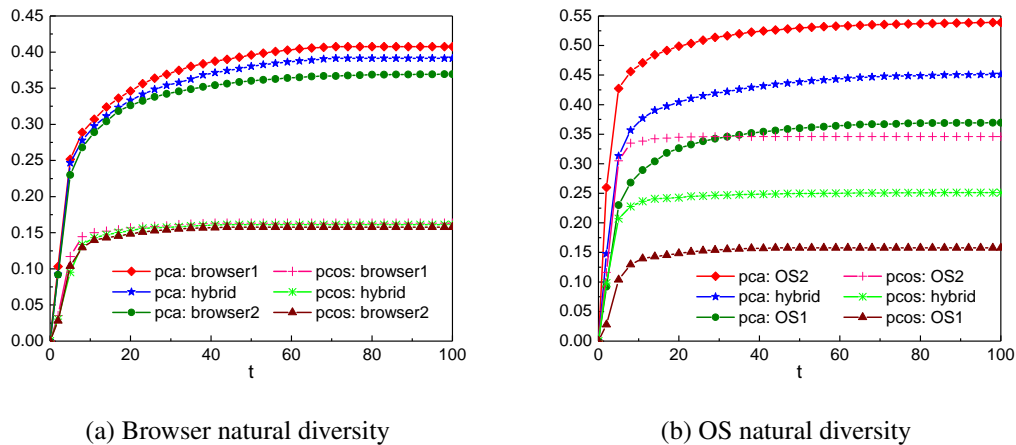 0.45
0.40
0.35
0.30
0.25
0.20
0.15
0.10
0.05
0.00
0 20 40 60 80 100
t
pca: browser1 pcos: browser1
pca: hybrid pcos: hybrid
pca: browser2 pcos: browser2
(a) Browser natural diversity
0.55
0.50
0.45
0.40
0.35
0.30
0.25
0.20
0.15
0.10
0.05
0.00
0 20 40 60 80 100
t
pca: OS2 pcos: OS2
pca: hybrid pcos: hybrid
pca: OS1 pcos: OS1
(b) OS natural diversity